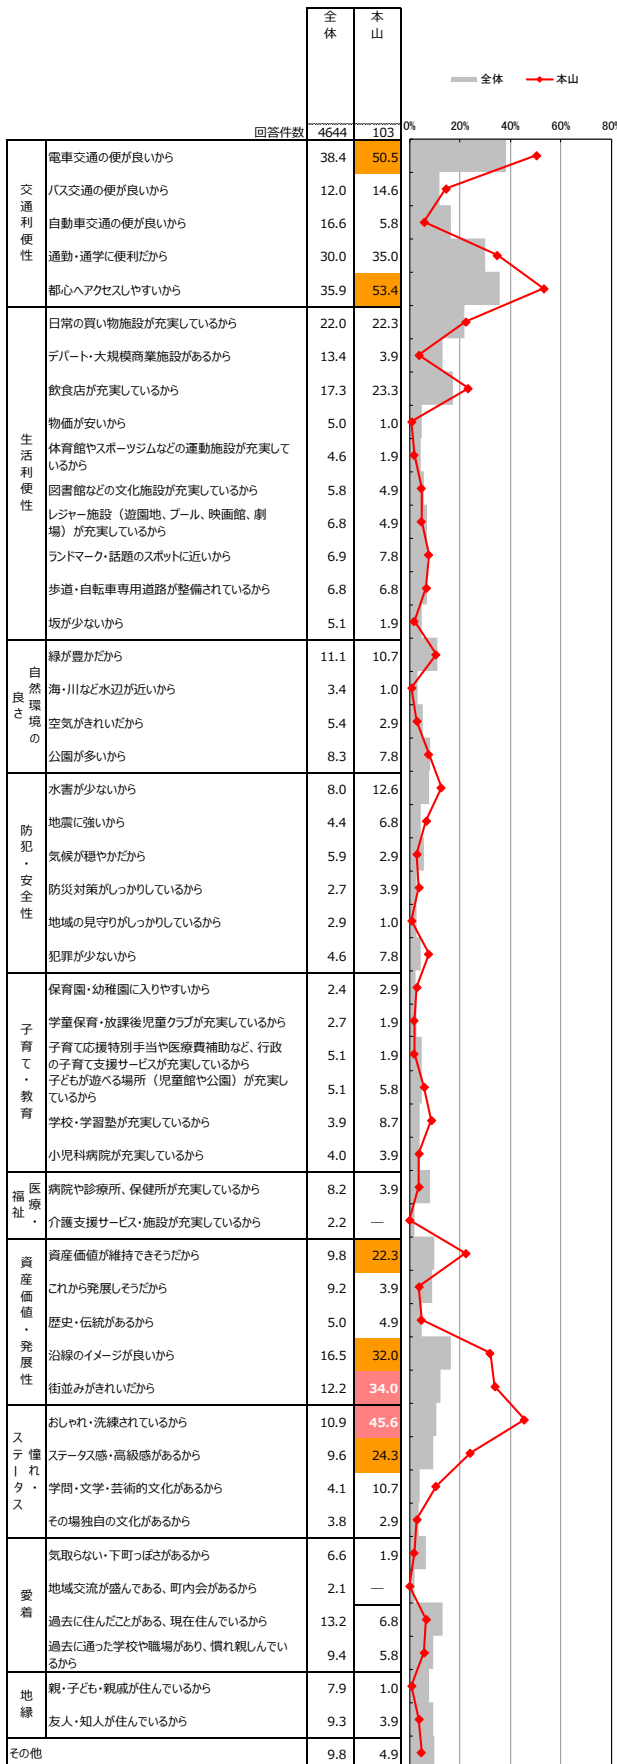 全体 本山
全体 本山
回答件数 4644 103
0% 20% 40% 60% 80%
交通利便性
電車交通の便が良いから 38.4 50.5
バス交通の便が良いから 12.0 14.6
自動車交通の便が良いから 16.6 5.8
通勤・通学に便利だから 30.0 35.0
都心へアクセスしやすいから 35.9 53.4
生活利便性
日常の買い物施設が充実しているから 22.0 22.3
デパート・大規模商業施設があるから 13.4 3.9
飲食店が充実しているから 17.3 23.3
物価が安いから 5.0 1.0
体育館やスポーツジムなどの運動施設が充実して
いるから 4.6 1.9
図書館などの文化施設が充実しているから 5.8 4.9
レジャー施設（遊園地、プール、映画館、劇
場）が充実しているから 6.8 4.9
ランドマーク・話題のスポットに近いから 6.9 7.8
歩道・自転車専用道路が整備されているから 6.8 6.8
坂が少ないから 5.1 1.9
自然環境の良さ
緑が豊かだから 11.1 10.7
海・川など水辺が近いから 3.4 1.0
空気がきれいだから 5.4 2.9
公園が多いから 8.3 7.8
防犯・安全性
水害が少ないから 8.0 12.6
地震に強いから 4.4 6.8
気候が穏やかだから 5.9 2.9
防災対策がしっかりしているから 2.7 3.9
地域の見守りがしっかりしているから 2.9 1.0
犯罪が少ないから 4.6 7.8
子育て・教育
保育園・幼稚園に入りやすいから 2.4 2.9
学童保育・放課後児童クラブが充実しているから 2.7 1.9
子育て応援特別手当や医療費補助など、行政
の子育て支援サービスが充実しているから 5.1 1.9
子どもが遊べる場所（児童館や公園）が充実し
ているから 5.1 5.8
学校・学習塾が充実しているから 3.9 8.7
小児科病院が充実しているから 4.0 3.9
医療・福祉
病院や診療所、保健所が充実しているから 8.2 3.9
介護支援サービス・施設が充実しているから 2.2 ―
資産価値・発展性
資産価値が維持できそうだから 9.8 22.3
これから発展しそうだから 9.2 3.9
歴史・伝統があるから 5.0 4.9
沿線のイメージが良いから 16.5 32.0
街並みがきれいだから 12.2 34.0
憧れ・ステータス
おしゃれ・洗練されているから 10.9 45.6
ステータス感・高級感があるから 9.6 24.3
学問・文学・芸術的文化があるから 4.1 10.7
その場独自の文化があるから 3.8 2.9
愛着
気取らない・下町っぽさがあるから 6.6 1.9
地域交流が盛んである、町内会があるから 2.1 ―
過去に住んだことがある、現在住んでいるから 13.2 6.8
過去に通った学校や職場があり、慣れ親しんでい
るから 9.4 5.8
地縁
親・子ども・親戚が住んでいるから 7.9 1.0
友人・知人が住んでいるから 9.3 3.9
その他 9.8 4.9